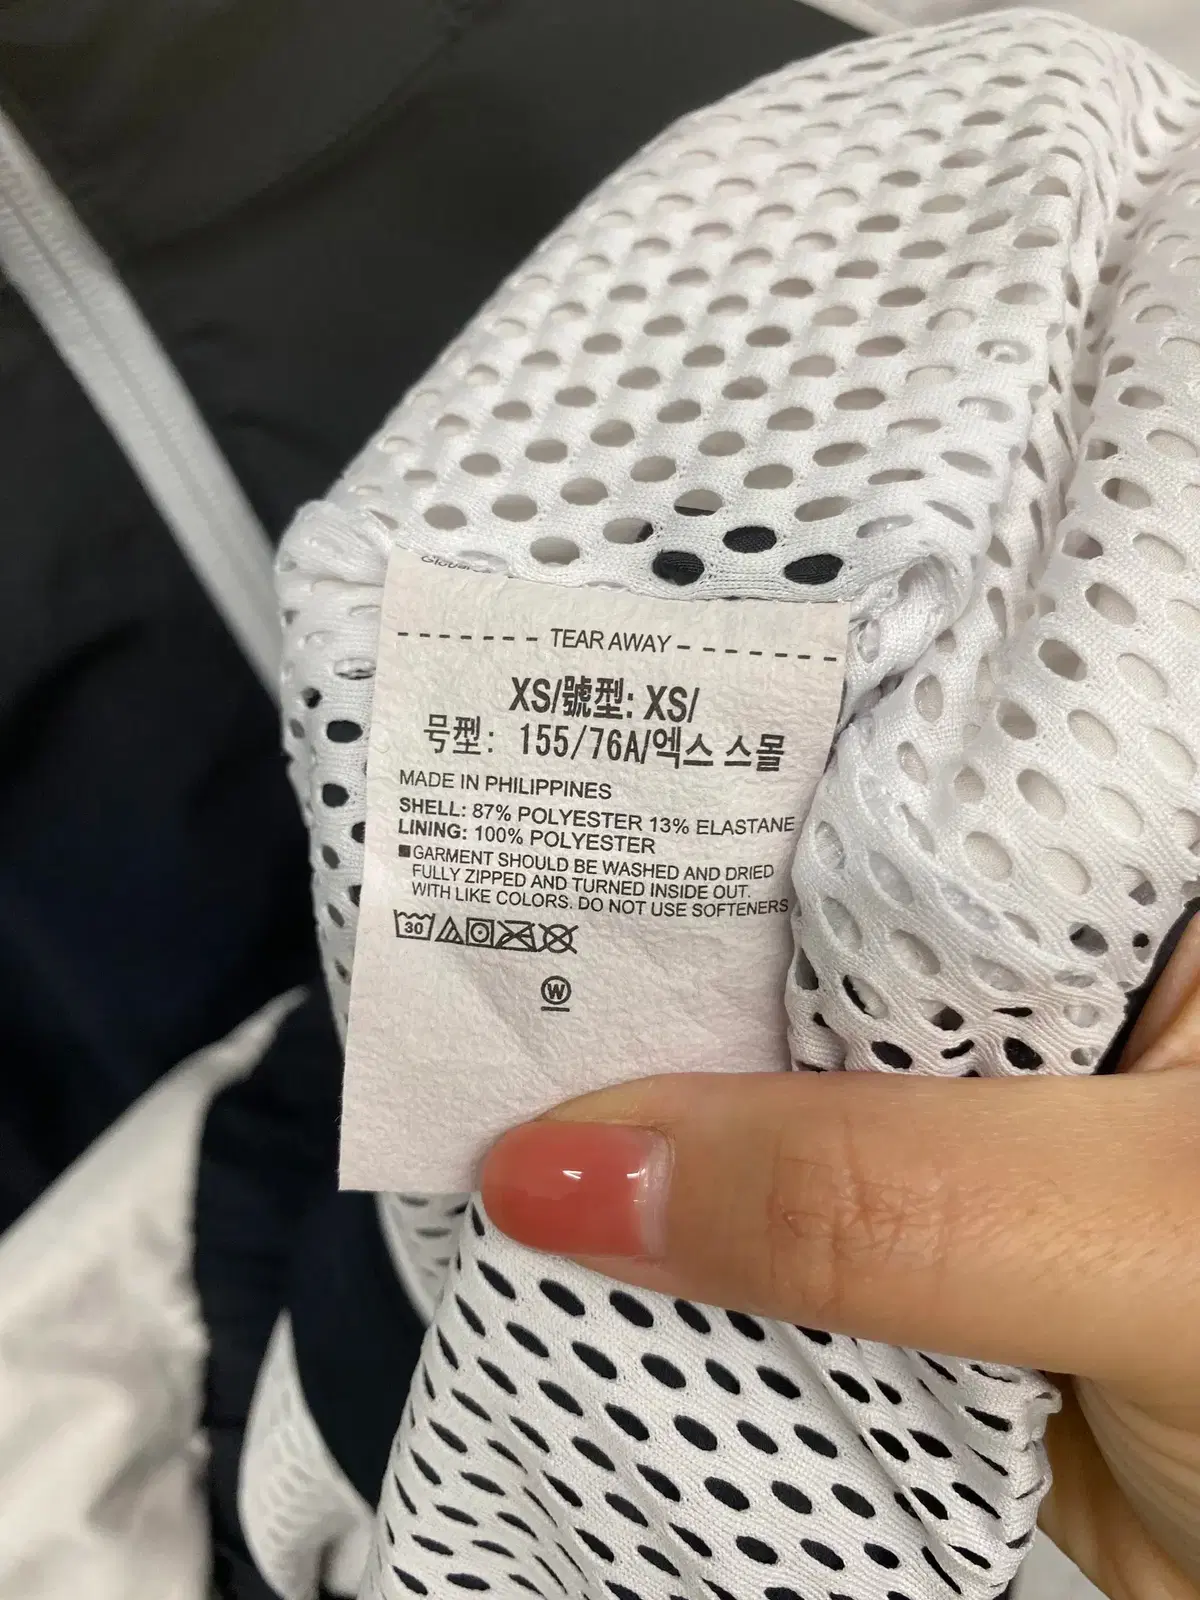 TEAR AWAY
XS/號型: XS/
号型: 155/76A/엑스 스몰
MADE IN PHILIPPINES
SHELL: 87% POLYESTER 13% ELASTANE
LINING: 100% POLYESTER
■GARMENT SHOULD BE WASHED AND DRIED
FULLY ZIPPED AND TURNED INSIDE OUT.
WITH LIKE COLORS. DO NOT USE SOFTENERS
30
W